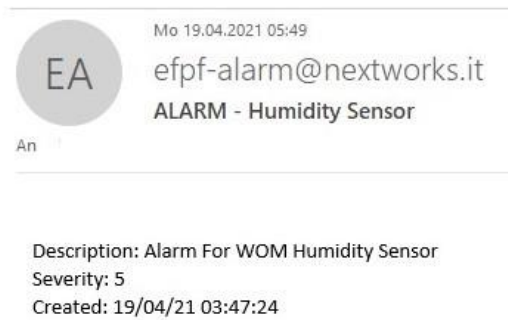 Mo 19.04.2021 05:49
EA
efpf-alarm@nextworks.it
ALARM - Humidity Sensor
An
Description: Alarm For WOM Humidity Sensor
Severity: 5
Created: 19/04/21 03:47:24